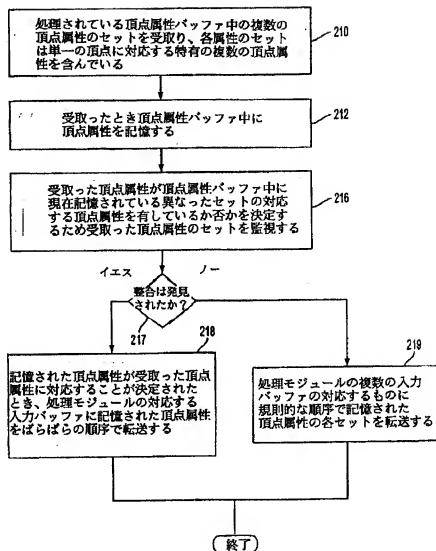 処理されている頂点属性バッファ中の複数の
頂点属性のセットを受取り、各属性のセット
は単一の頂点に対応する特有の複数の頂点属
性を含んでいる
210
受取ったとき頂点属性バッファ中に
頂点属性を記憶する
212
受取った頂点属性が頂点属性バッファ中に
現在記憶されている異なったセットの対応
する頂点属性を有しているか否かを決定す
るため受取った頂点属性のセットを監視する
216
イエス
ノー
整合は発見
されたか?
217
218
記憶された頂点属性が受取った頂点
属性に対応することが決定された
とき、処理モジュールの対応する
入力バッファに記憶された頂点属性
をばらばらの順序で転送する
219
処理モジュールの複数の入力
バッファの対応するものに
規則的な順序で記憶された
頂点属性の各セットを転送する
終了